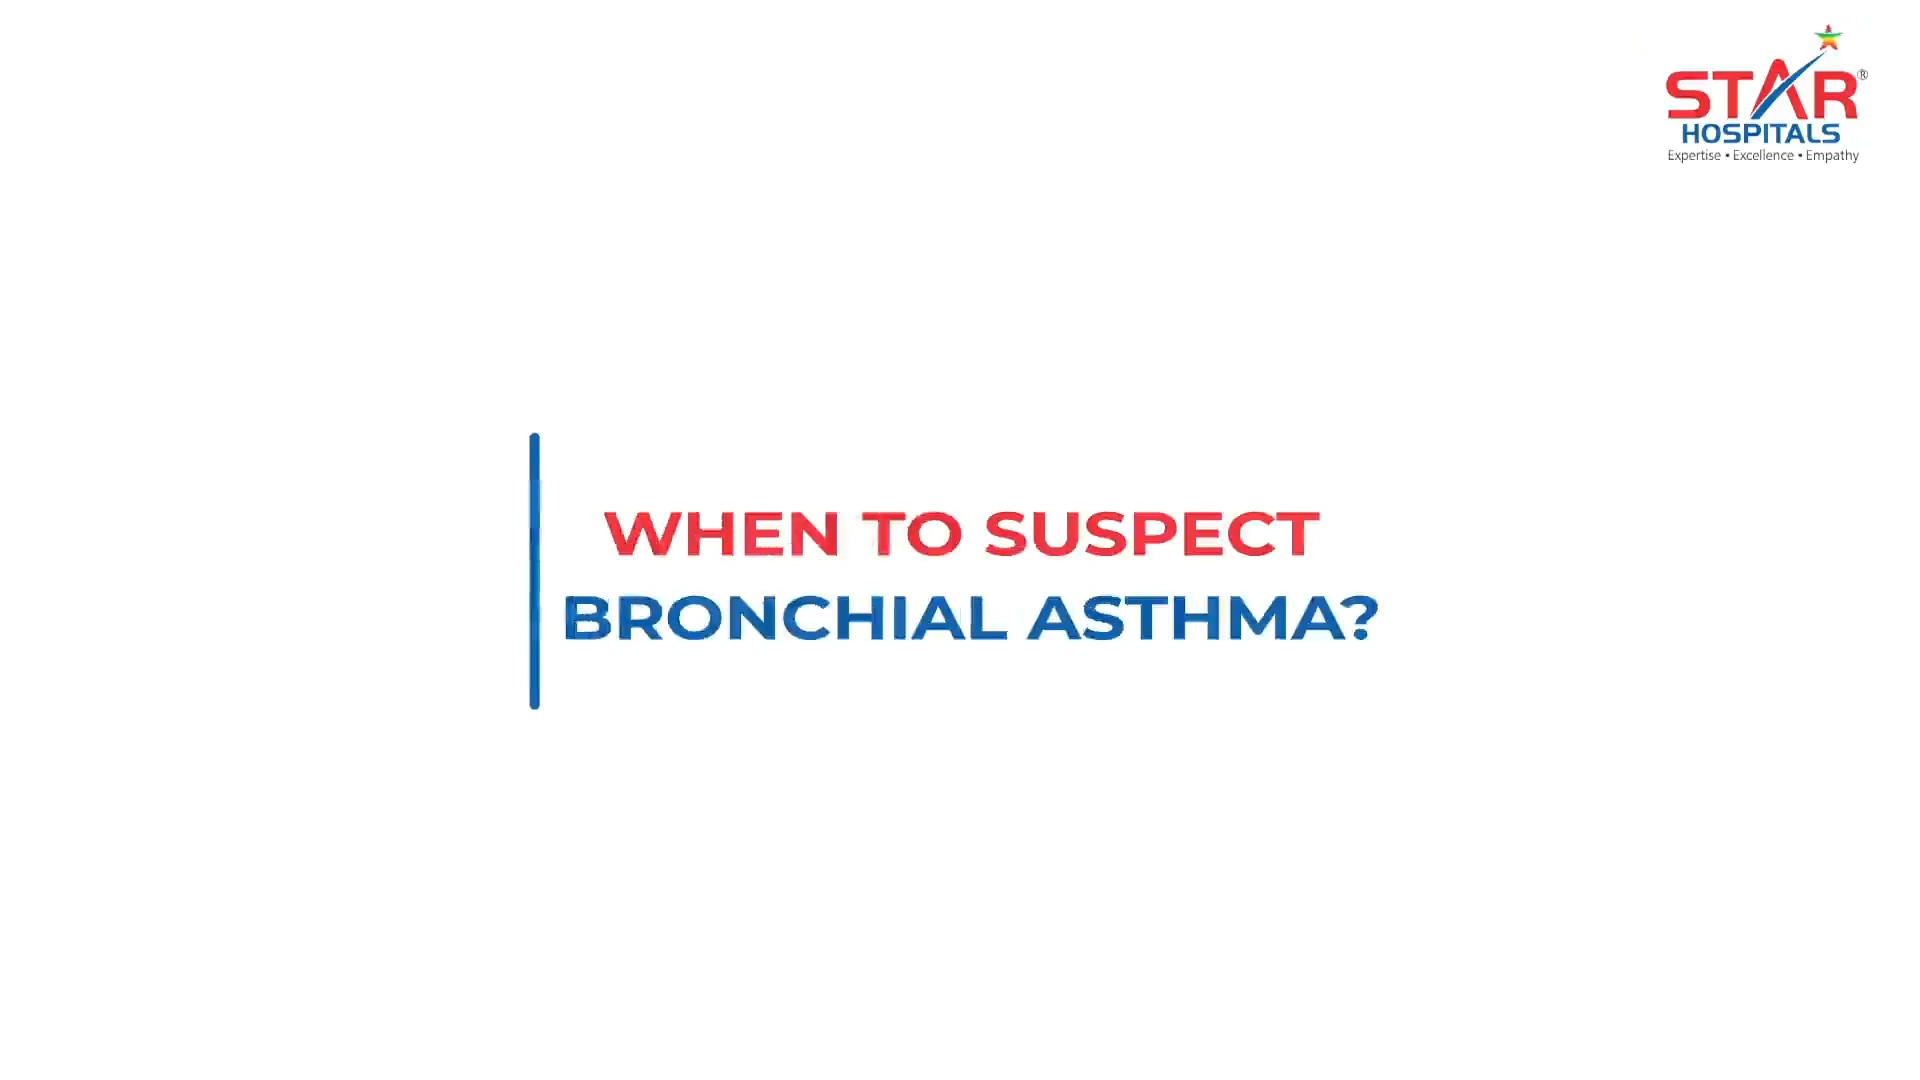 STAR®
HOSPITALS
Expertise • Excellence • Empathy
WHEN TO SUSPECT
BRONCHIAL ASTHMA?